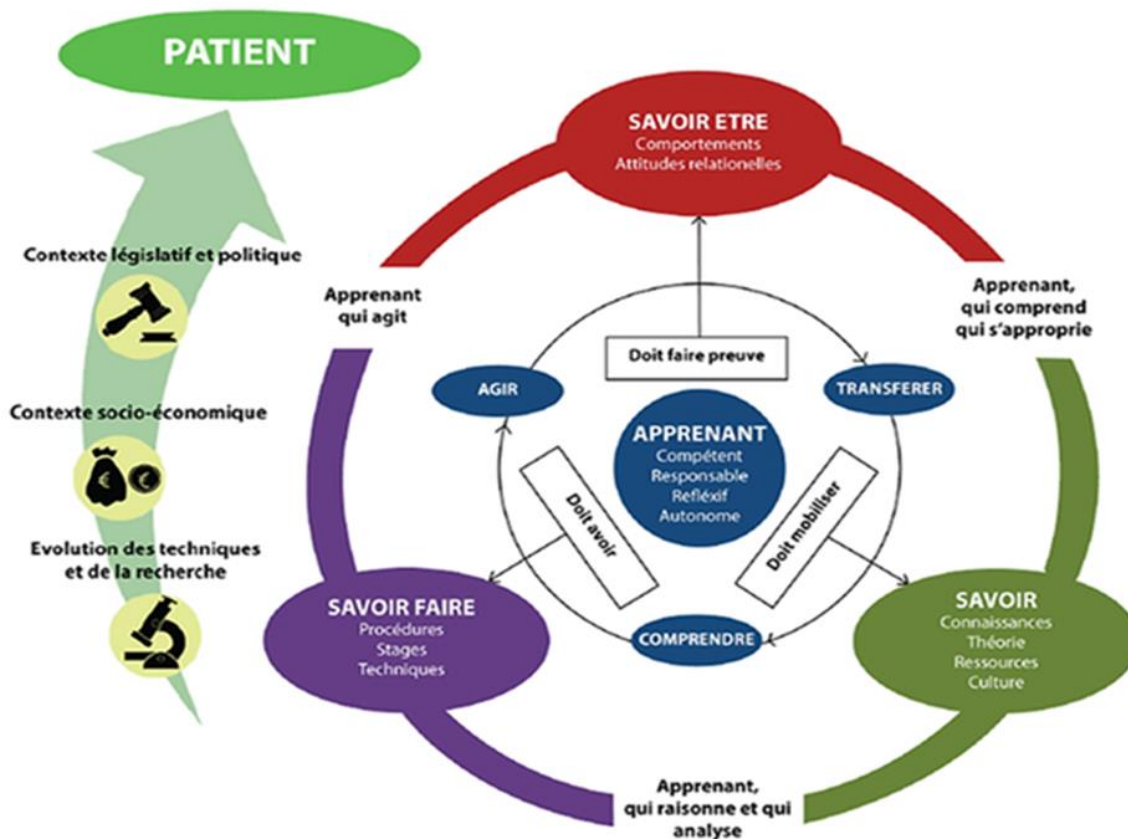 PATIENT
Contexte législatif et politique
Contexte socio-économique
€
€
Evolution des techniques
et de la recherche
SAVOIR ETRE
Comportements
Attitudes relationelles
Apprenant
qui agit
Apprenant,
qui comprend
qui s'approprie
Doit faire preuve
AGIR
TRANSFERER
APPRENANT
Compétent
Responsable
Refléxif
Autonome
Doit avoir
Doit mobiliser
COMPRENDRE
SAVOIR FAIRE
Procédures
Stages
Techniques
SAVOIR
Connaissances
Théorie
Ressources
Culture
Apprenant,
qui raisonne et qui
analyse